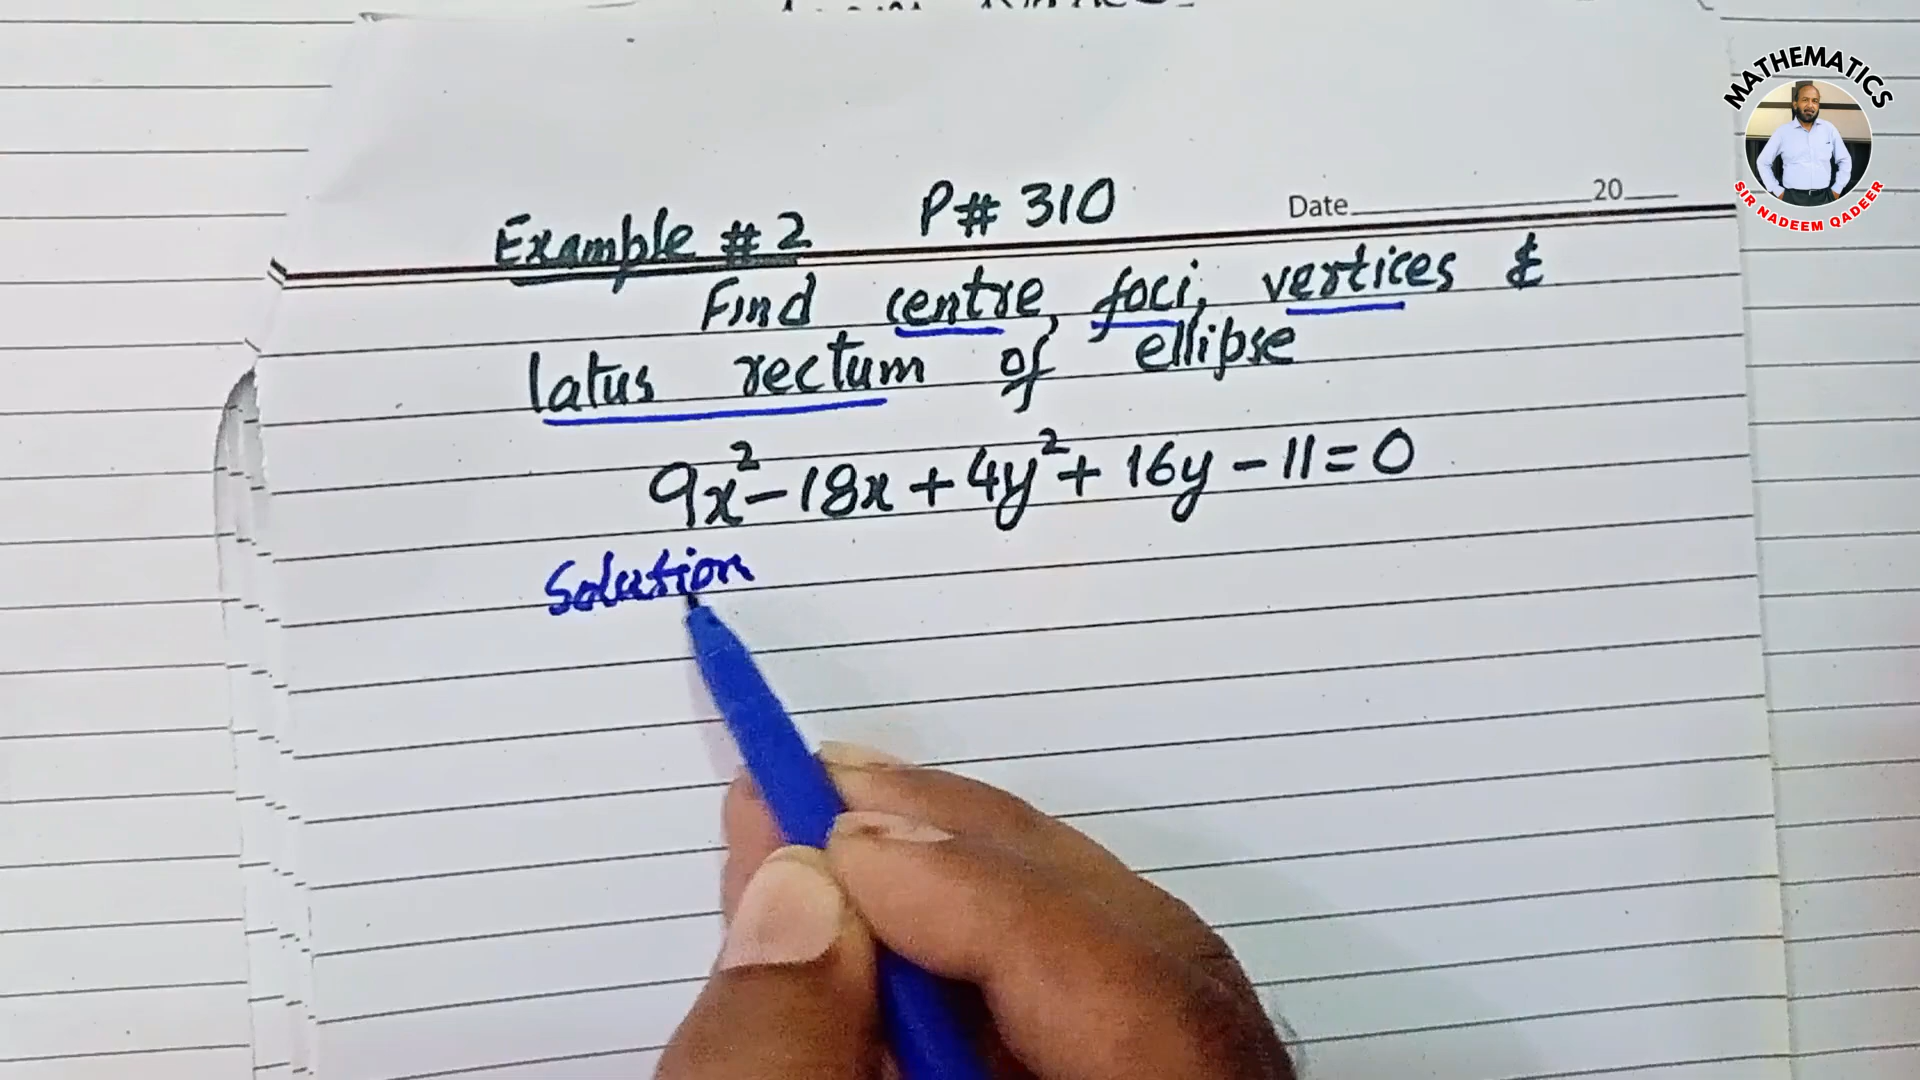 MATHEMATICS
SIR NADEEM QADEER
Example # 2 P# 310
Date 20
Find centre, foci, vertices &
latus rectum of ellipse
9x² - 18x + 4y² + 16y - 11 = 0
Solution